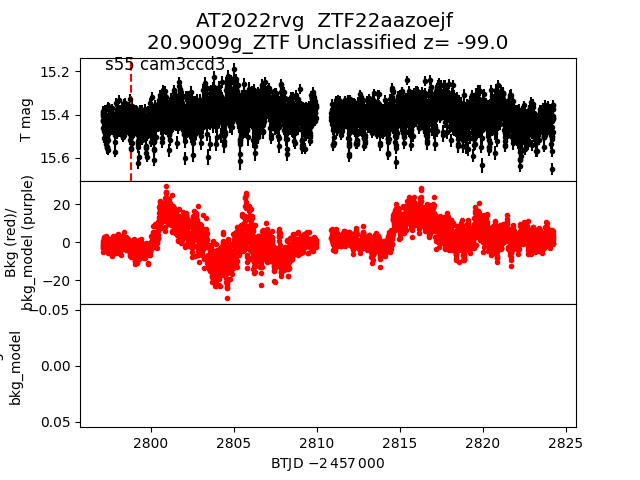 AT2022rvg  ZTF22aazoejf
20.9009g_ZTF Unclassified z= -99.0
s55 cam3ccd3
15.2
15.4
15.6
T mag
20
0
−20
Bkg (red)/
bkg_model (purple)
−0.05
0.00
0.05
bkg_model
2800
2805
2810
2815
2820
2825
BTJD −2 457 000